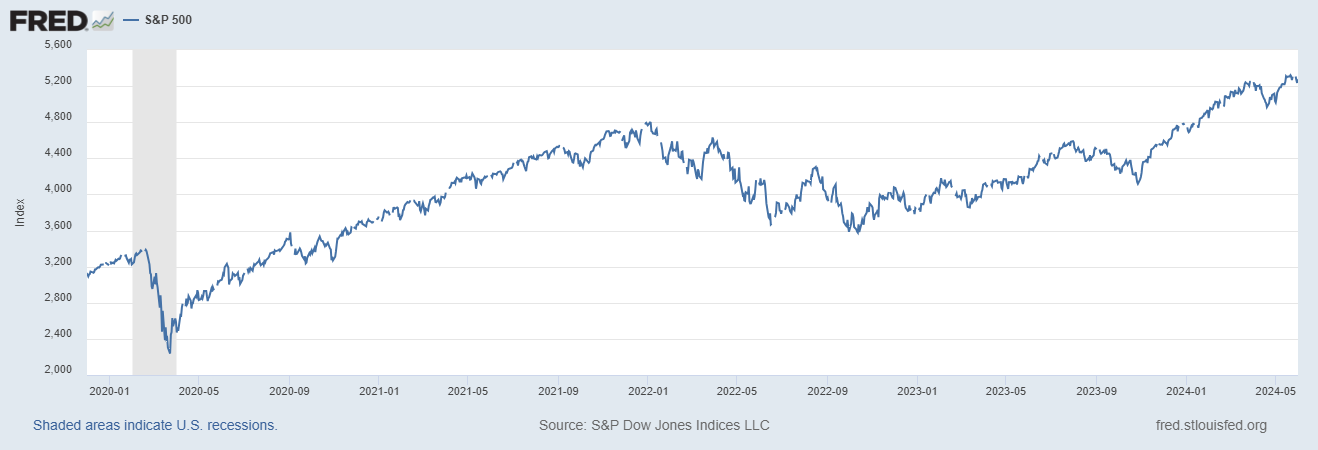 FRED S&P 500
5,600
5,200
4,800
4,400
4,000
3,600
3,200
2,800
2,400
2,000
Index
2020-01 2020-05 2020-09 2021-01 2021-05 2021-09 2022-01 2022-05 2022-09 2023-01 2023-05 2023-09 2024-01 2024-05
Shaded areas indicate U.S. recessions. Source: S&P Dow Jones Indices LLC fred.stlouisfed.org